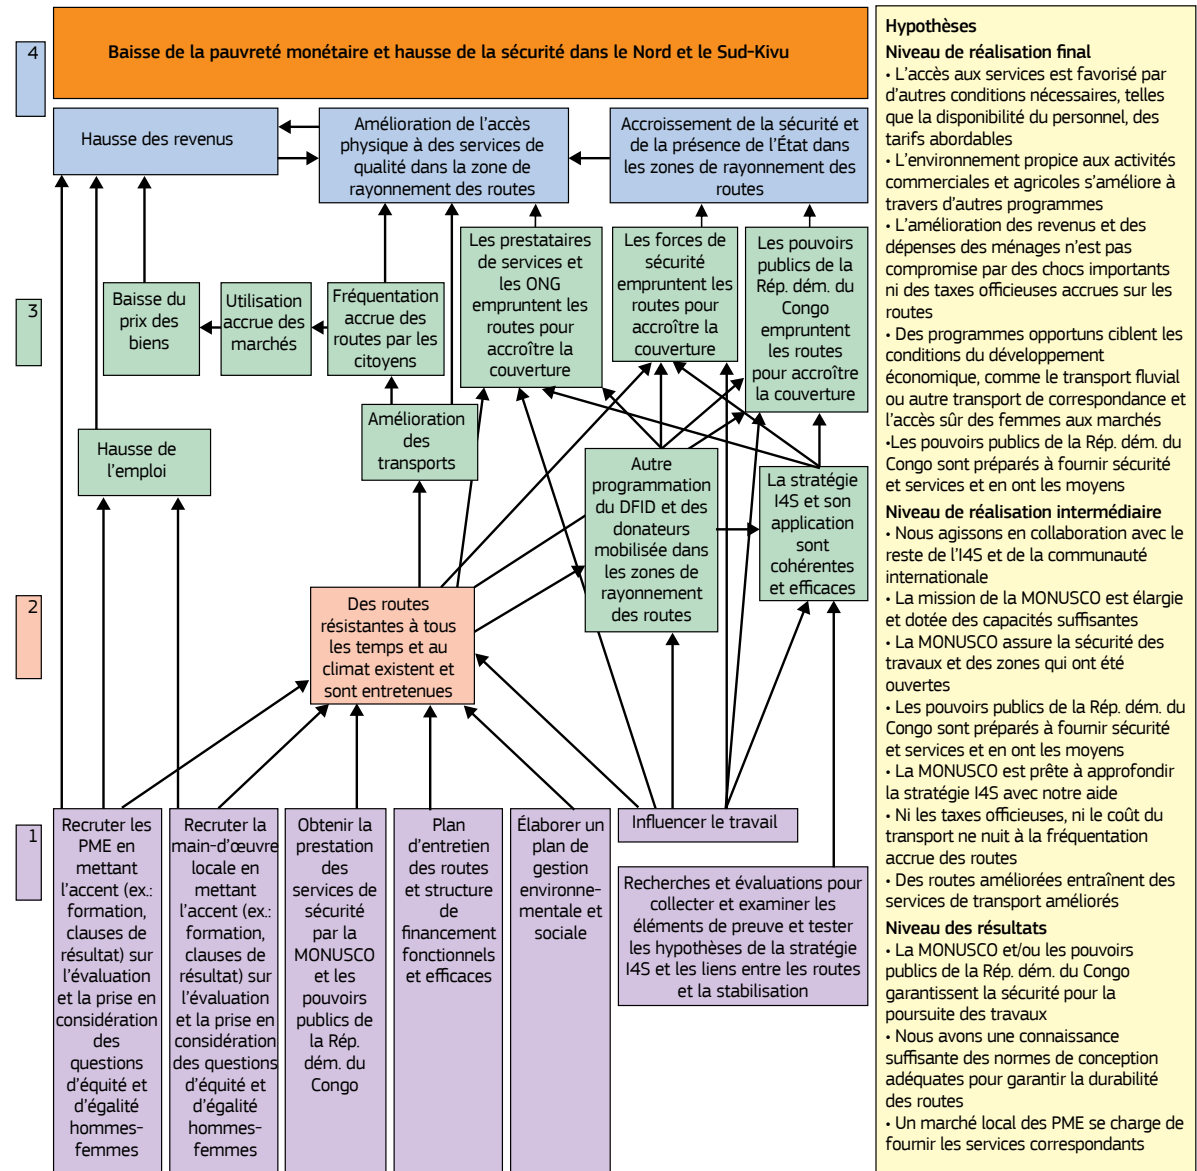 4
Baisse de la pauvreté monétaire et hausse de la sécurité dans le Nord et le Sud-Kivu
Hausse des revenus
Amélioration de l'accès
physique à des services de
qualité dans la zone de
rayonnement des routes
Accroissement de la sécurité et
de la présence de l'État dans
les zones de rayonnement des
routes
3
Baisse du
prix des
biens
Utilisation
accrue des
marchés
Fréquentation
accrue des
routes par les
citoyens
Les prestataires
de services et
les ONG
empruntent les
routes pour
accroître la
couverture
Les forces de
sécurité
empruntent les
routes pour
accroître la
couverture
Les pouvoirs
publics de la
Rép. dém. du
Congo
empruntent
les routes
pour accroître
la couverture
Hausse de
l'emploi
Amélioration
des
transports
Autre
programmation
du DFID et des
donateurs
mobilisée dans
les zones de
rayonnement
des routes
La stratégie
I4S et son
application
sont
cohérentes
et efficaces
2
Des routes
résistantes à tous
les temps et au
climat existent et
sont entretenues
1
Recruter les
PME en
mettant
l'accent (ex.:
formation,
clauses de
résultat) sur
l'évaluation
et la prise en
considération
des
questions
d'équité et
d'égalité
hommes-
femmes
Recruter la
main-d'œuvre
locale en
mettant
l'accent (ex.:
formation,
clauses de
résultat) sur
l'évaluation
et la prise en
considération
des questions
d'équité et
d'égalité
hommes-
femmes
Obtenir la
prestation
des
services de
sécurité
par la
MONUSCO
et les
pouvoirs
publics de
la Rép.
dém. du
Congo
Plan
d'entretien
des routes
et structure
de
financement
fonctionnels
et efficaces
Élaborer un
plan de
gestion
environne-
mentale et
sociale
Influencer le travail
Recherches et évaluations pour
collecter et examiner les
éléments de preuve et tester
les hypothèses de la stratégie
I4S et les liens entre les routes
et la stabilisation
Hypothèses
Niveau de réalisation final
• L'accès aux services est favorisé par
d'autres conditions nécessaires, telles
que la disponibilité du personnel, des
tarifs abordables
• L'environnement propice aux activités
commerciales et agricoles s'améliore à
travers d'autres programmes
• L'amélioration des revenus et des
dépenses des ménages n'est pas
compromise par des chocs importants
ni des taxes officieuses accrues sur les
routes
• Des programmes opportuns ciblent les
conditions du développement
économique, comme le transport fluvial
ou autre transport de correspondance et
l'accès sûr des femmes aux marchés
•Les pouvoirs publics de la Rép. dém. du
Congo sont préparés à fournir sécurité
et services et en ont les moyens
Niveau de réalisation intermédiaire
• Nous agissons en collaboration avec le
reste de l'I4S et de la communauté
internationale
• La mission de la MONUSCO est élargie
et dotée des capacités suffisantes
• La MONUSCO assure la sécurité des
travaux et des zones qui ont été
ouvertes
• Les pouvoirs publics de la Rép. dém. du
Congo sont préparés à fournir sécurité
et services et en ont les moyens
• La MONUSCO est prête à approfondir
la stratégie I4S avec notre aide
• Ni les taxes officieuses, ni le coût du
transport ne nuit à la fréquentation
accrue des routes
• Des routes améliorées entraînent des
services de transport améliorés
Niveau des résultats
• La MONUSCO et/ou les pouvoirs
publics de la Rép. dém. du Congo
garantissent la sécurité pour la
poursuite des travaux
• Nous avons une connaissance
suffisante des normes de conception
adéquates pour garantir la durabilité
des routes
• Un marché local des PME se charge de
fournir les services correspondants